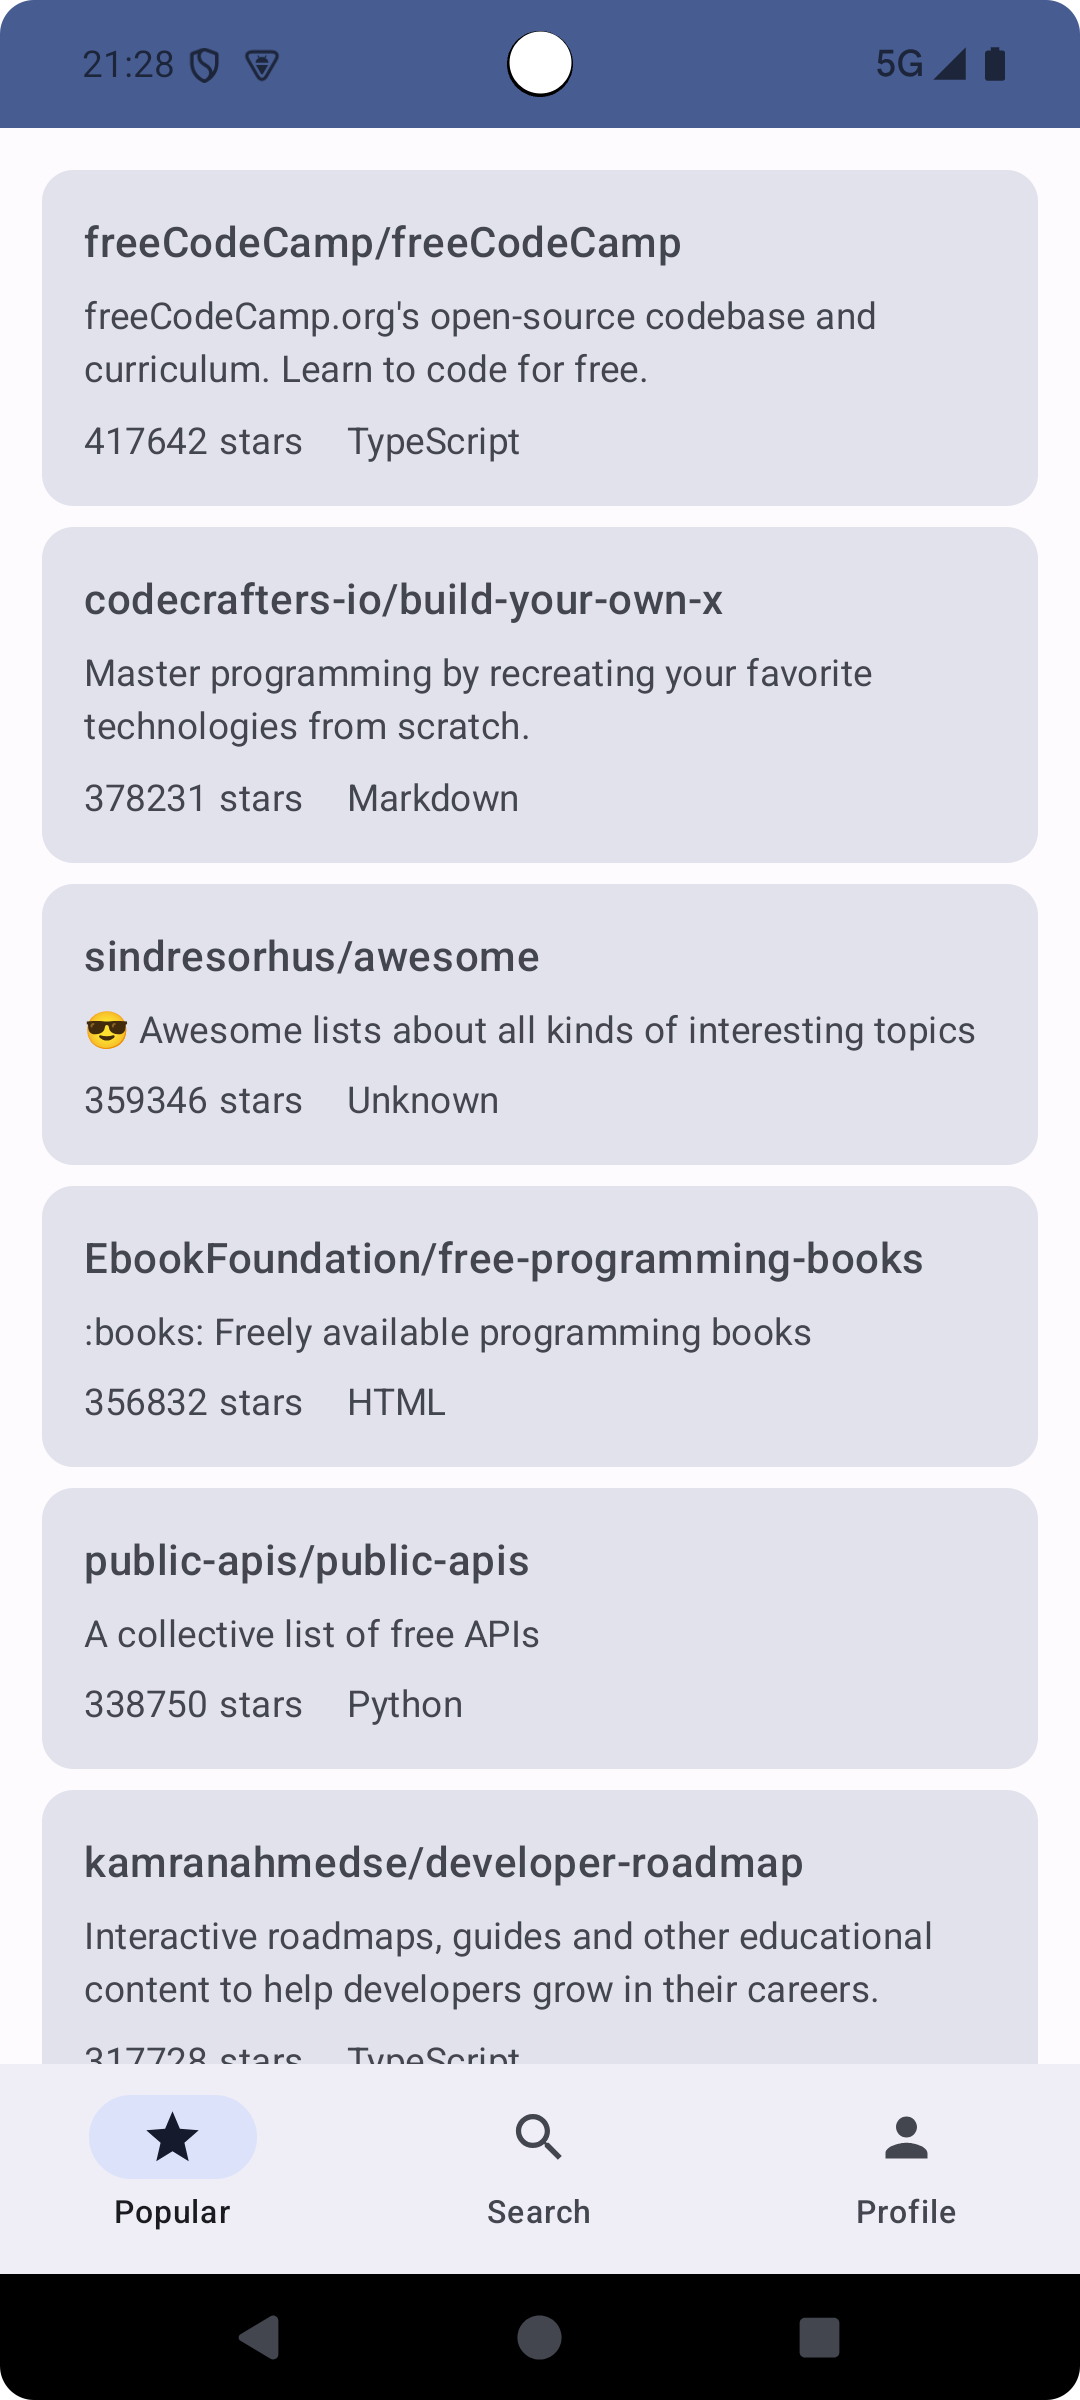 21:28
5G
freeCodeCamp/freeCodeCamp
freeCodeCamp.org's open-source codebase and
curriculum. Learn to code for free.
417642 stars TypeScript
codecrafters-io/build-your-own-x
Master programming by recreating your favorite
technologies from scratch.
378231 stars Markdown
sindresorhus/awesome
😎 Awesome lists about all kinds of interesting topics
359346 stars Unknown
EbookFoundation/free-programming-books
:books: Freely available programming books
356832 stars HTML
public-apis/public-apis
A collective list of free APIs
338750 stars Python
kamranahmedse/developer-roadmap
Interactive roadmaps, guides and other educational
content to help developers grow in their careers.
317728 stars TypeScript
Popular
Search
Profile